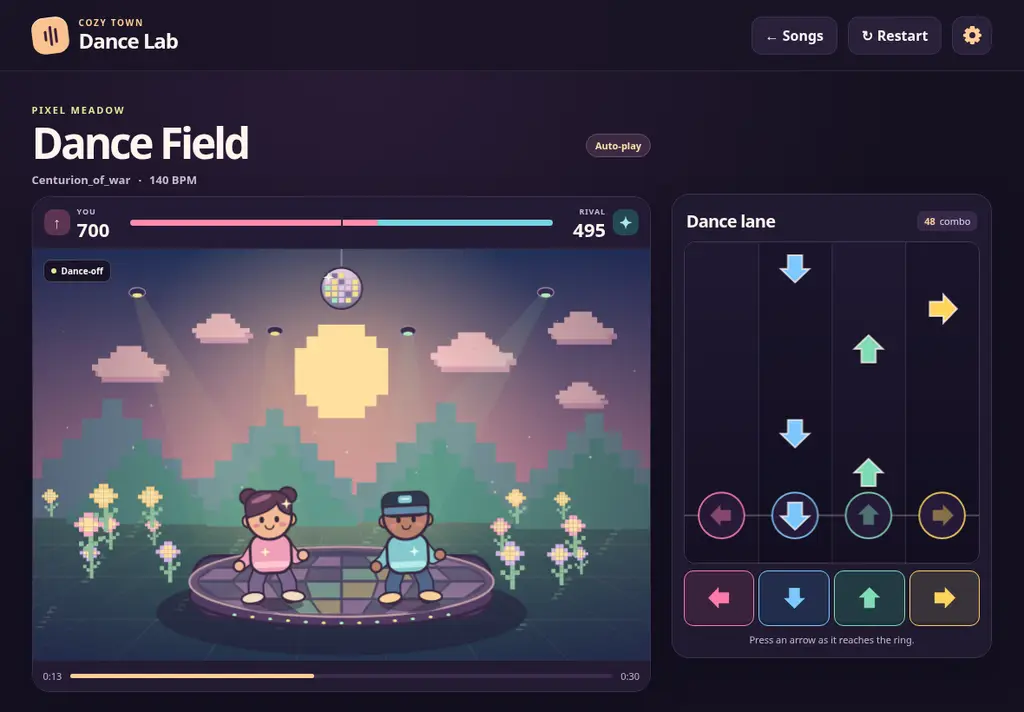 COZY TOWN
Dance Lab
← Songs
↻ Restart
PIXEL MEADOW
Dance Field
Auto-play
Centurion_of_war · 140 BPM
YOU
700
RIVAL
495
Dance-off
0:13
0:30
Dance lane
48 combo
Press an arrow as it reaches the ring.